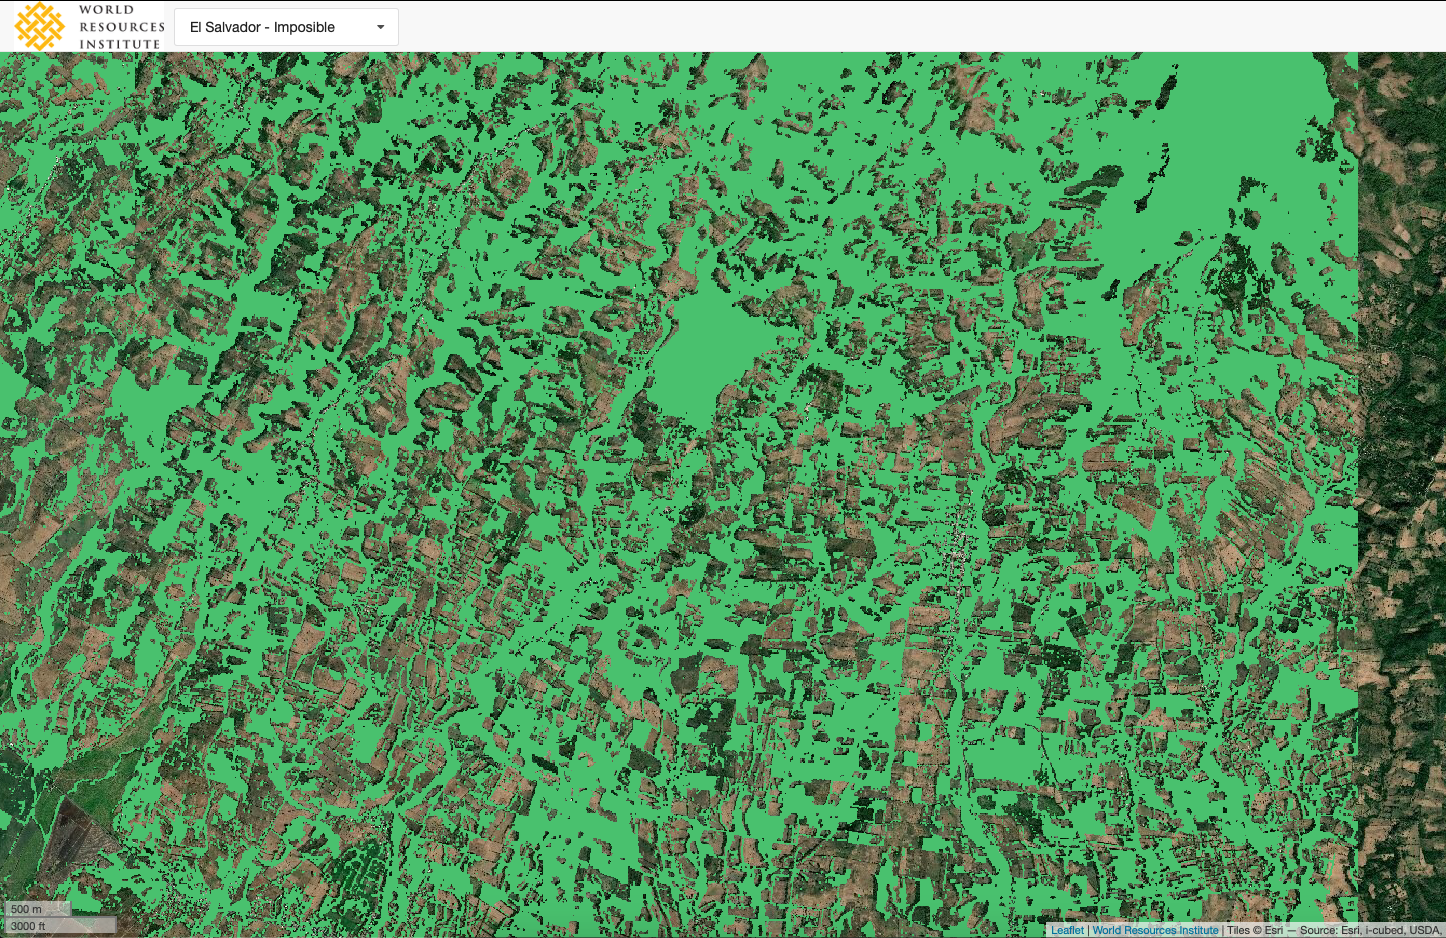 WORLD
RESOURCES
INSTITUTE
El Salvador - Imposible
500 m
3000 ft
Leaflet | World Resources Institute | Tiles © Esri — Source: Esri, i-cubed, USDA,